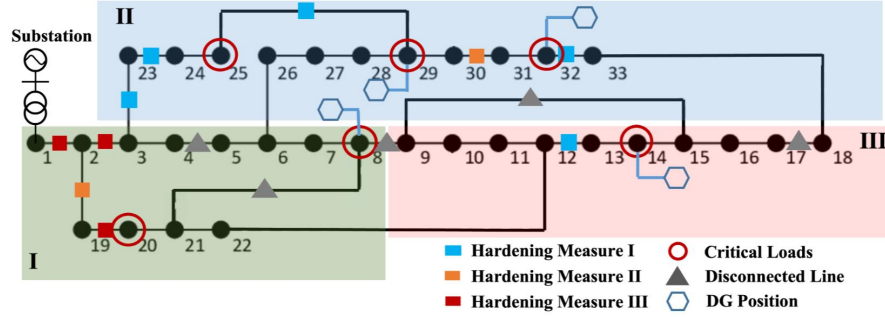 II
Substation
23 24 25 26 27 28 29 30 31 32 33
1 2 3 4 5 6 7 8 9 10 11 12 13 14 15 16 17 18
III
19 20 21 22
I
Hardening Measure I
Critical Loads
Hardening Measure II
Disconnected Line
Hardening Measure III
DG Position